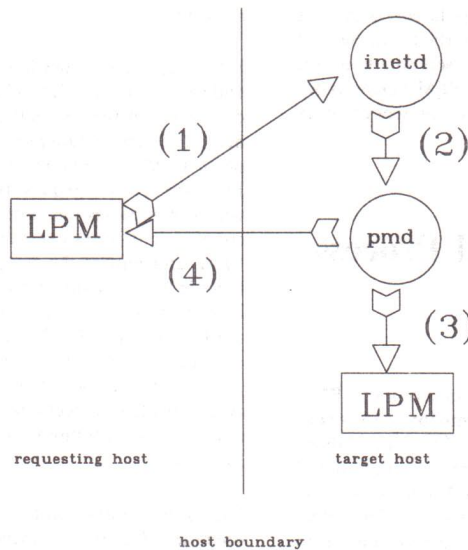 inetd
(1)
(2)
LPM
pmd
(4)
(3)
LPM
requesting host
target host
host boundary